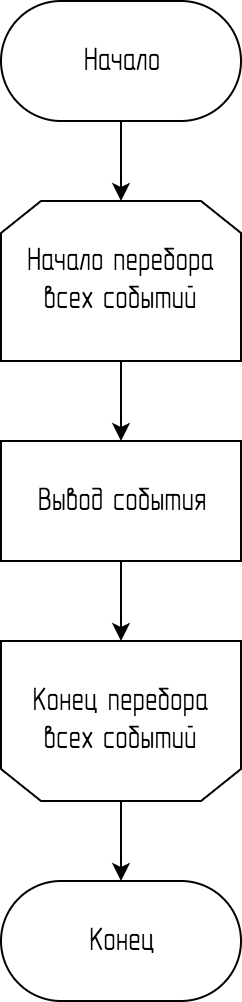 Начало
Начало перебора
всех событий
Вывод события
Конец перебора
всех событий
Конец